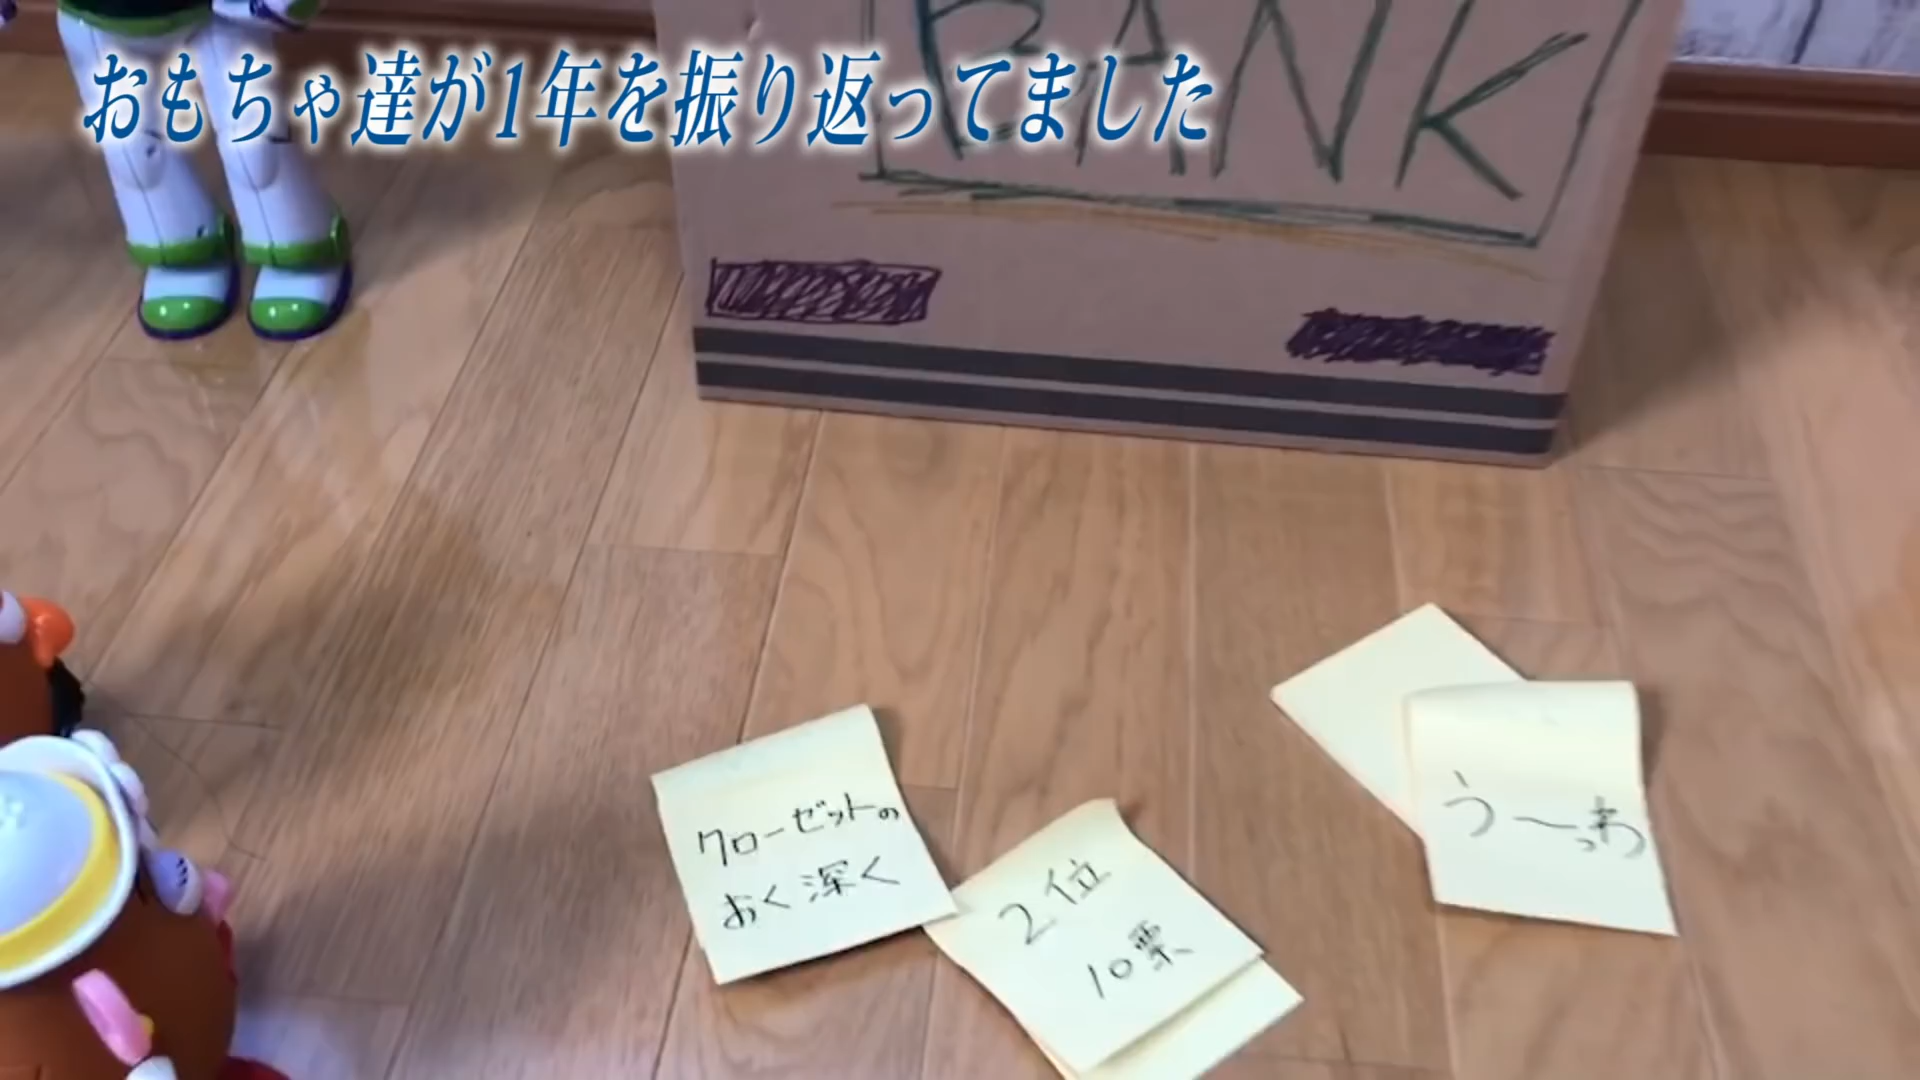 おもちゃ達が1年を振り返ってました
BANK
クローゼットの
おく深く
2位
10票
う〜っわ